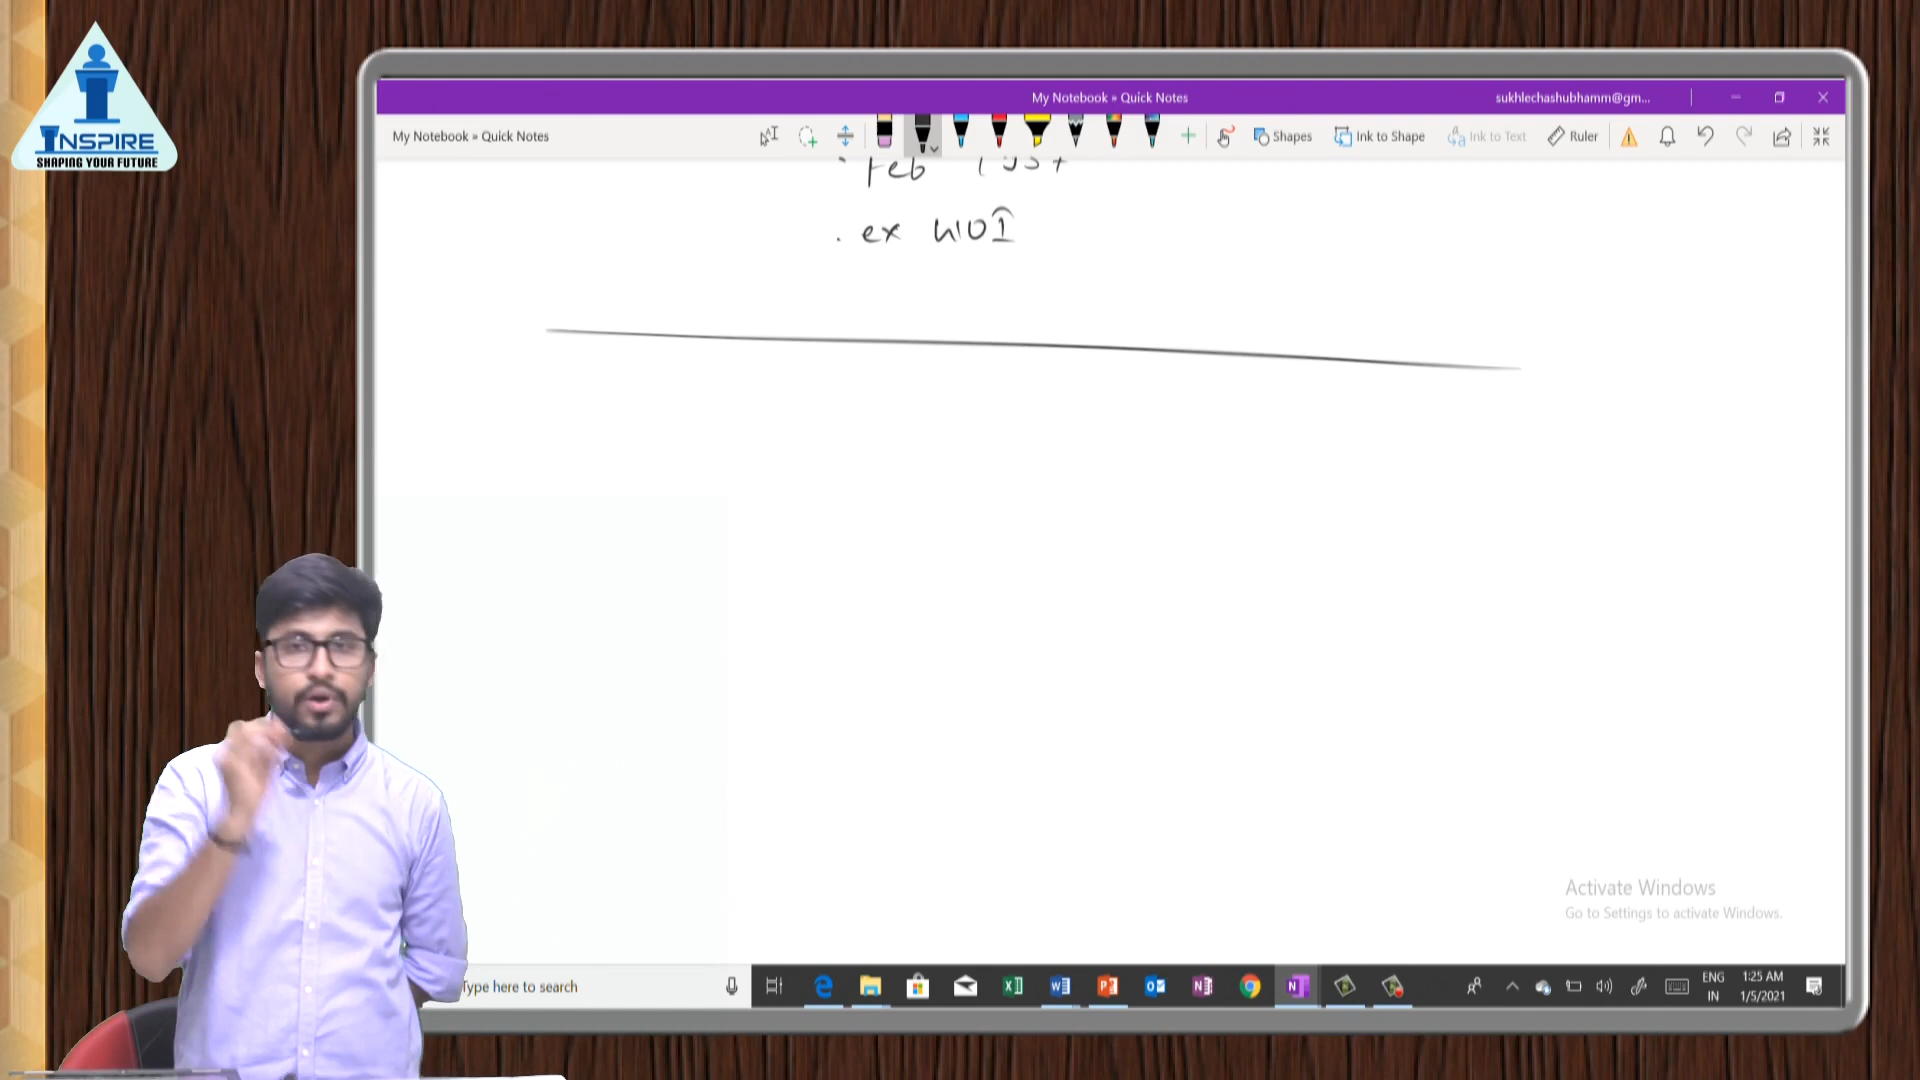 INSPIRE
SHAPING YOUR FUTURE
My Notebook » Quick Notes
sukhlechashubhamm@gm...
My Notebook » Quick Notes
Shapes
Ink to Shape
Ink to Text
Ruler
Feb
. ex
Activate Windows
Go to Settings to activate Windows.
Type here to search
ENG
IN
1:25 AM
1/5/2021